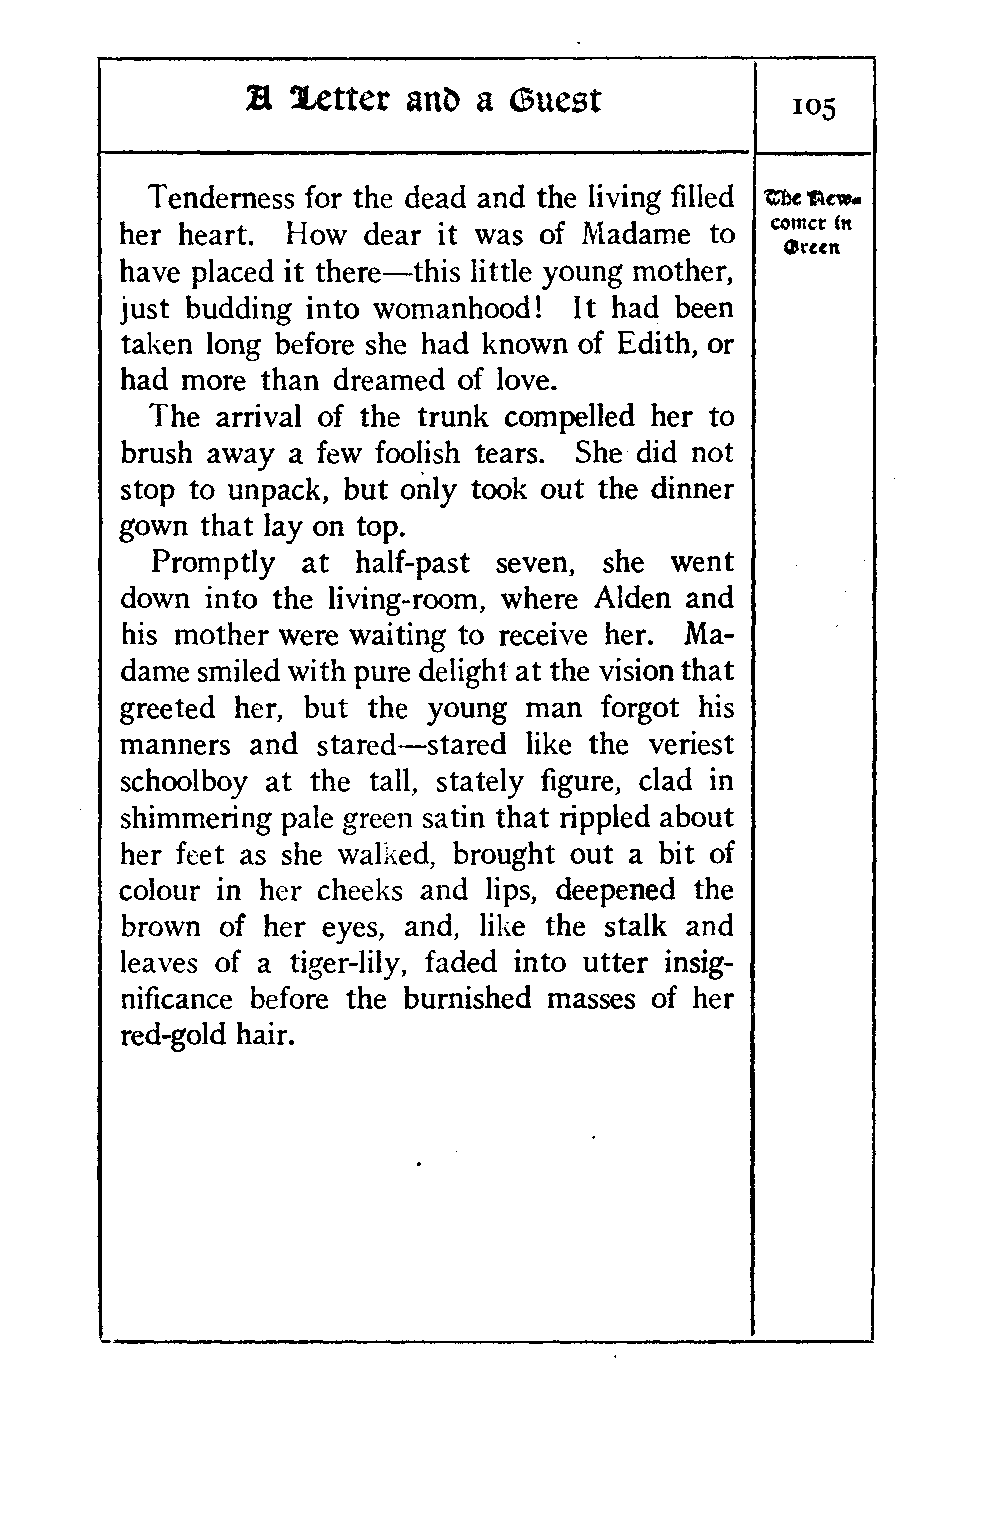 A Letter and a Guest
105
Tenderness for the dead and the living filled
her heart. How dear it was of Madame to
have placed it there—this little young mother,
just budding into womanhood! It had been
taken long before she had known of Edith, or
had more than dreamed of love.
The arrival of the trunk compelled her to
brush away a few foolish tears. She did not
stop to unpack, but only took out the dinner
gown that lay on top.
Promptly at half-past seven, she went
down into the living-room, where Alden and
his mother were waiting to receive her. Ma-
dame smiled with pure delight at the vision that
greeted her, but the young man forgot his
manners and stared—stared like the veriest
schoolboy at the tall, stately figure, clad in
shimmering pale green satin that rippled about
her feet as she walked, brought out a bit of
colour in her cheeks and lips, deepened the
brown of her eyes, and, like the stalk and
leaves of a tiger-lily, faded into utter insig-
nificance before the burnished masses of her
red-gold hair.
The New-
comer in
Green